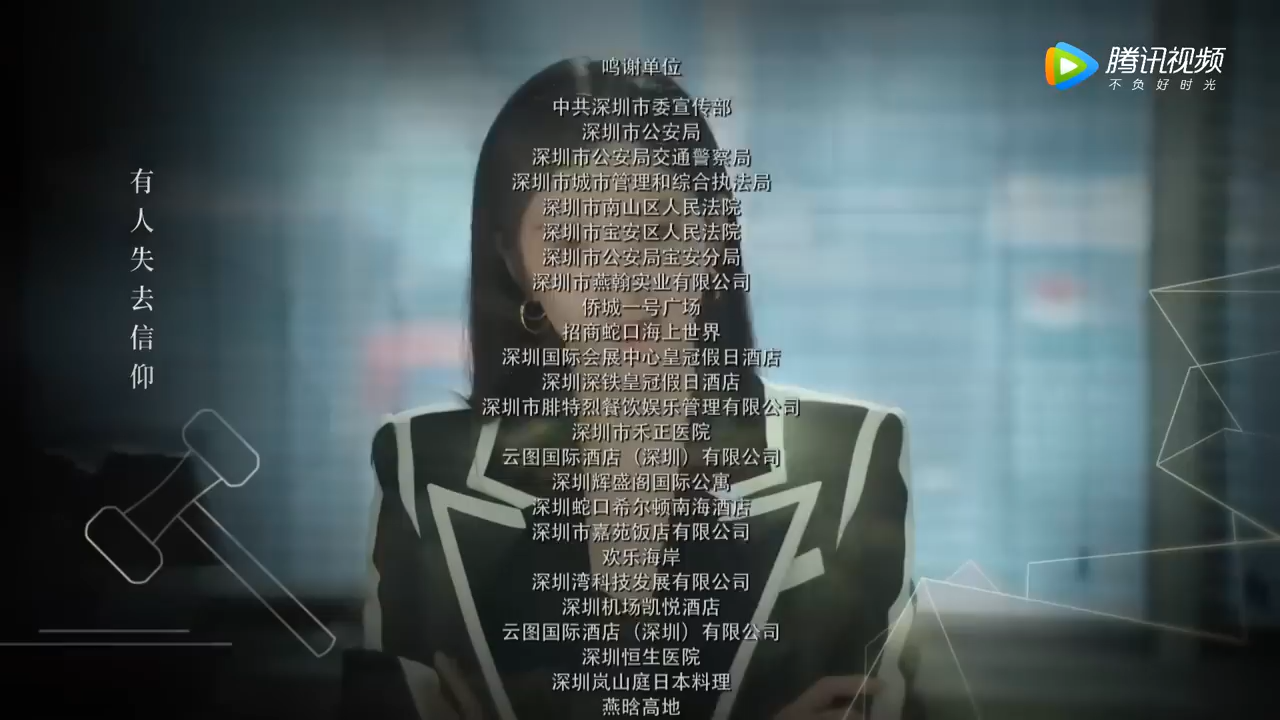 腾讯视频
不负好时光
有人失去信仰
鸣谢单位
中共深圳市委宣传部
深圳市公安局
深圳市公安局交通警察局
深圳市城市管理和综合执法局
深圳市南山区人民法院
深圳市宝安区人民法院
深圳市公安局宝安分局
深圳市燕翰实业有限公司
侨城一号广场
招商蛇口海上世界
深圳国际会展中心皇冠假日酒店
深圳深铁皇冠假日酒店
深圳市腓特烈餐饮娱乐管理有限公司
深圳市禾正医院
云图国际酒店（深圳）有限公司
深圳辉盛阁国际公寓
深圳蛇口希尔顿南海酒店
深圳市嘉苑饭店有限公司
欢乐海岸
深圳湾科技发展有限公司
深圳机场凯悦酒店
云图国际酒店（深圳）有限公司
深圳恒生医院
深圳岚山庭日本料理
燕晗高地